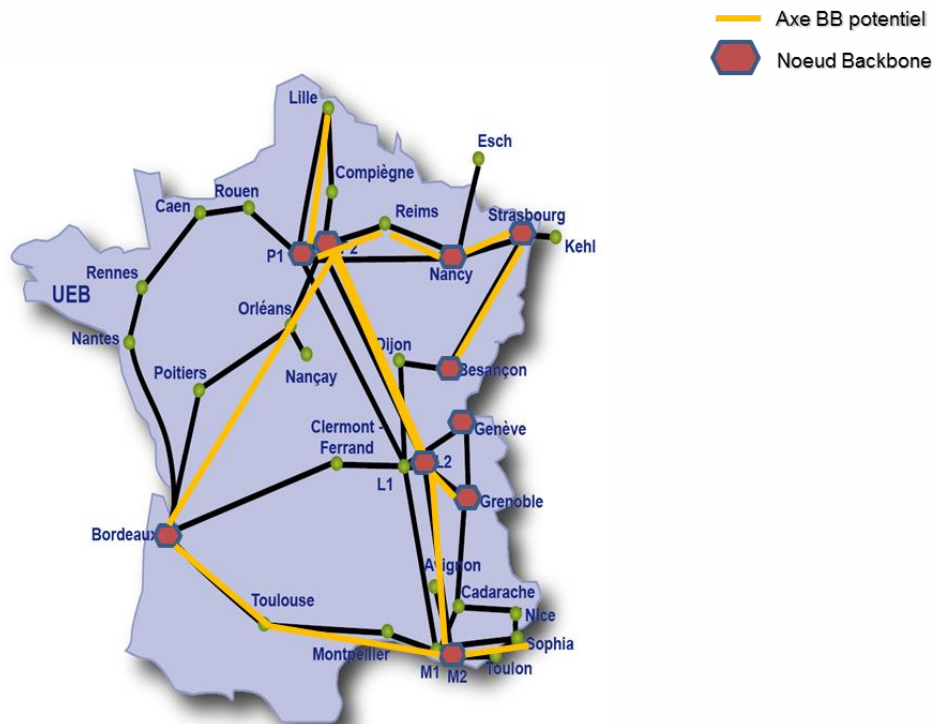 Axe BB potentiel
Noeud Backbone
Lille
Esch
Compiègne
Rouen
Reims
Caen
Strasbourg
P1
P2
Nancy
Kehl
Rennes
UEB
Orléans
Nantes
Dijon
Poitiers
Nançay
Besançon
Clermont -
Ferrand
Genève
L2
L1
Grenoble
Bordeaux
Avignon
Cadarache
Toulouse
Nice
Sophia
Montpellier
M1
M2
Toulon